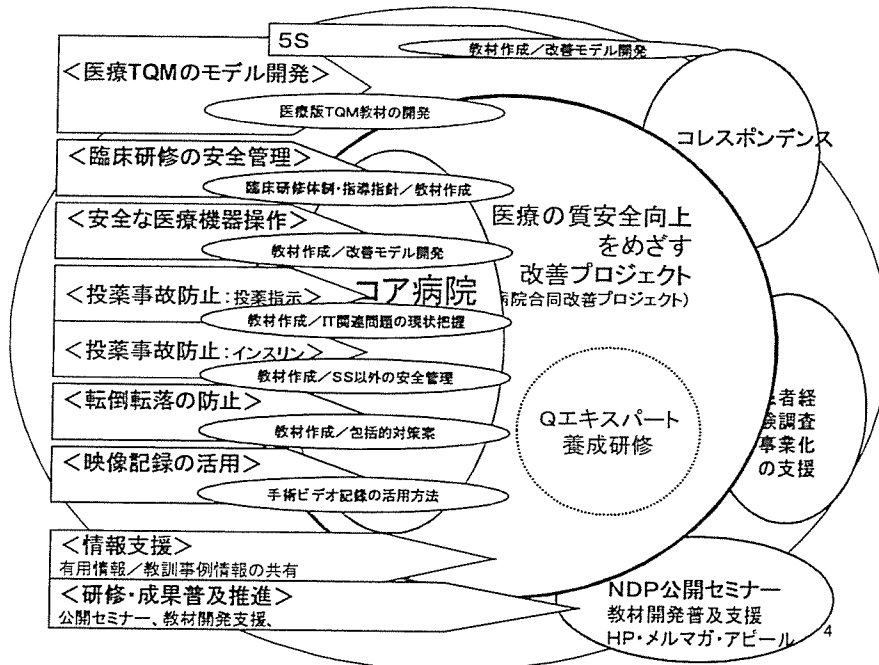 5S
教材作成/改善モデル開発
<医療TQMのモデル開発>
医療版TQM教材の開発
コレスポンデンス
<臨床研修の安全管理>
臨床研修体制・指導指針/教材作成
<安全な医療機器操作>
教材作成/改善モデル開発
医療の質安全向上
をめざす
改善プロジェクト
病院合同改善プロジェクト)
コア病院
<投薬事故防止:投薬指示>
教材作成/IT関連問題の現状把握
<投薬事故防止:インスリン>
教材作成/SS以外の安全管理
<転倒転落の防止>
教材作成/包括的対策案
Qエキスパート
養成研修
者経
験調査
事業化
の支援
<映像記録の活用>
手術ビデオ記録の活用方法
<情報支援>
有用情報/教訓事例情報の共有
<研修・成果普及推進>
公開セミナー、教材開発支援、
NDP公開セミナー
教材開発普及支援
HP・メルマガ・アピール
4